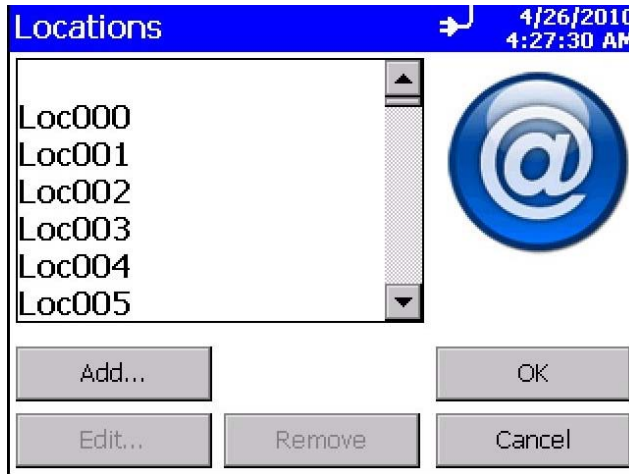 Locations
4/26/2010
4:27:30 AM
Loc000
Loc001
Loc002
Loc003
Loc004
Loc005
@
Add...
OK
Edit...
Remove
Cancel